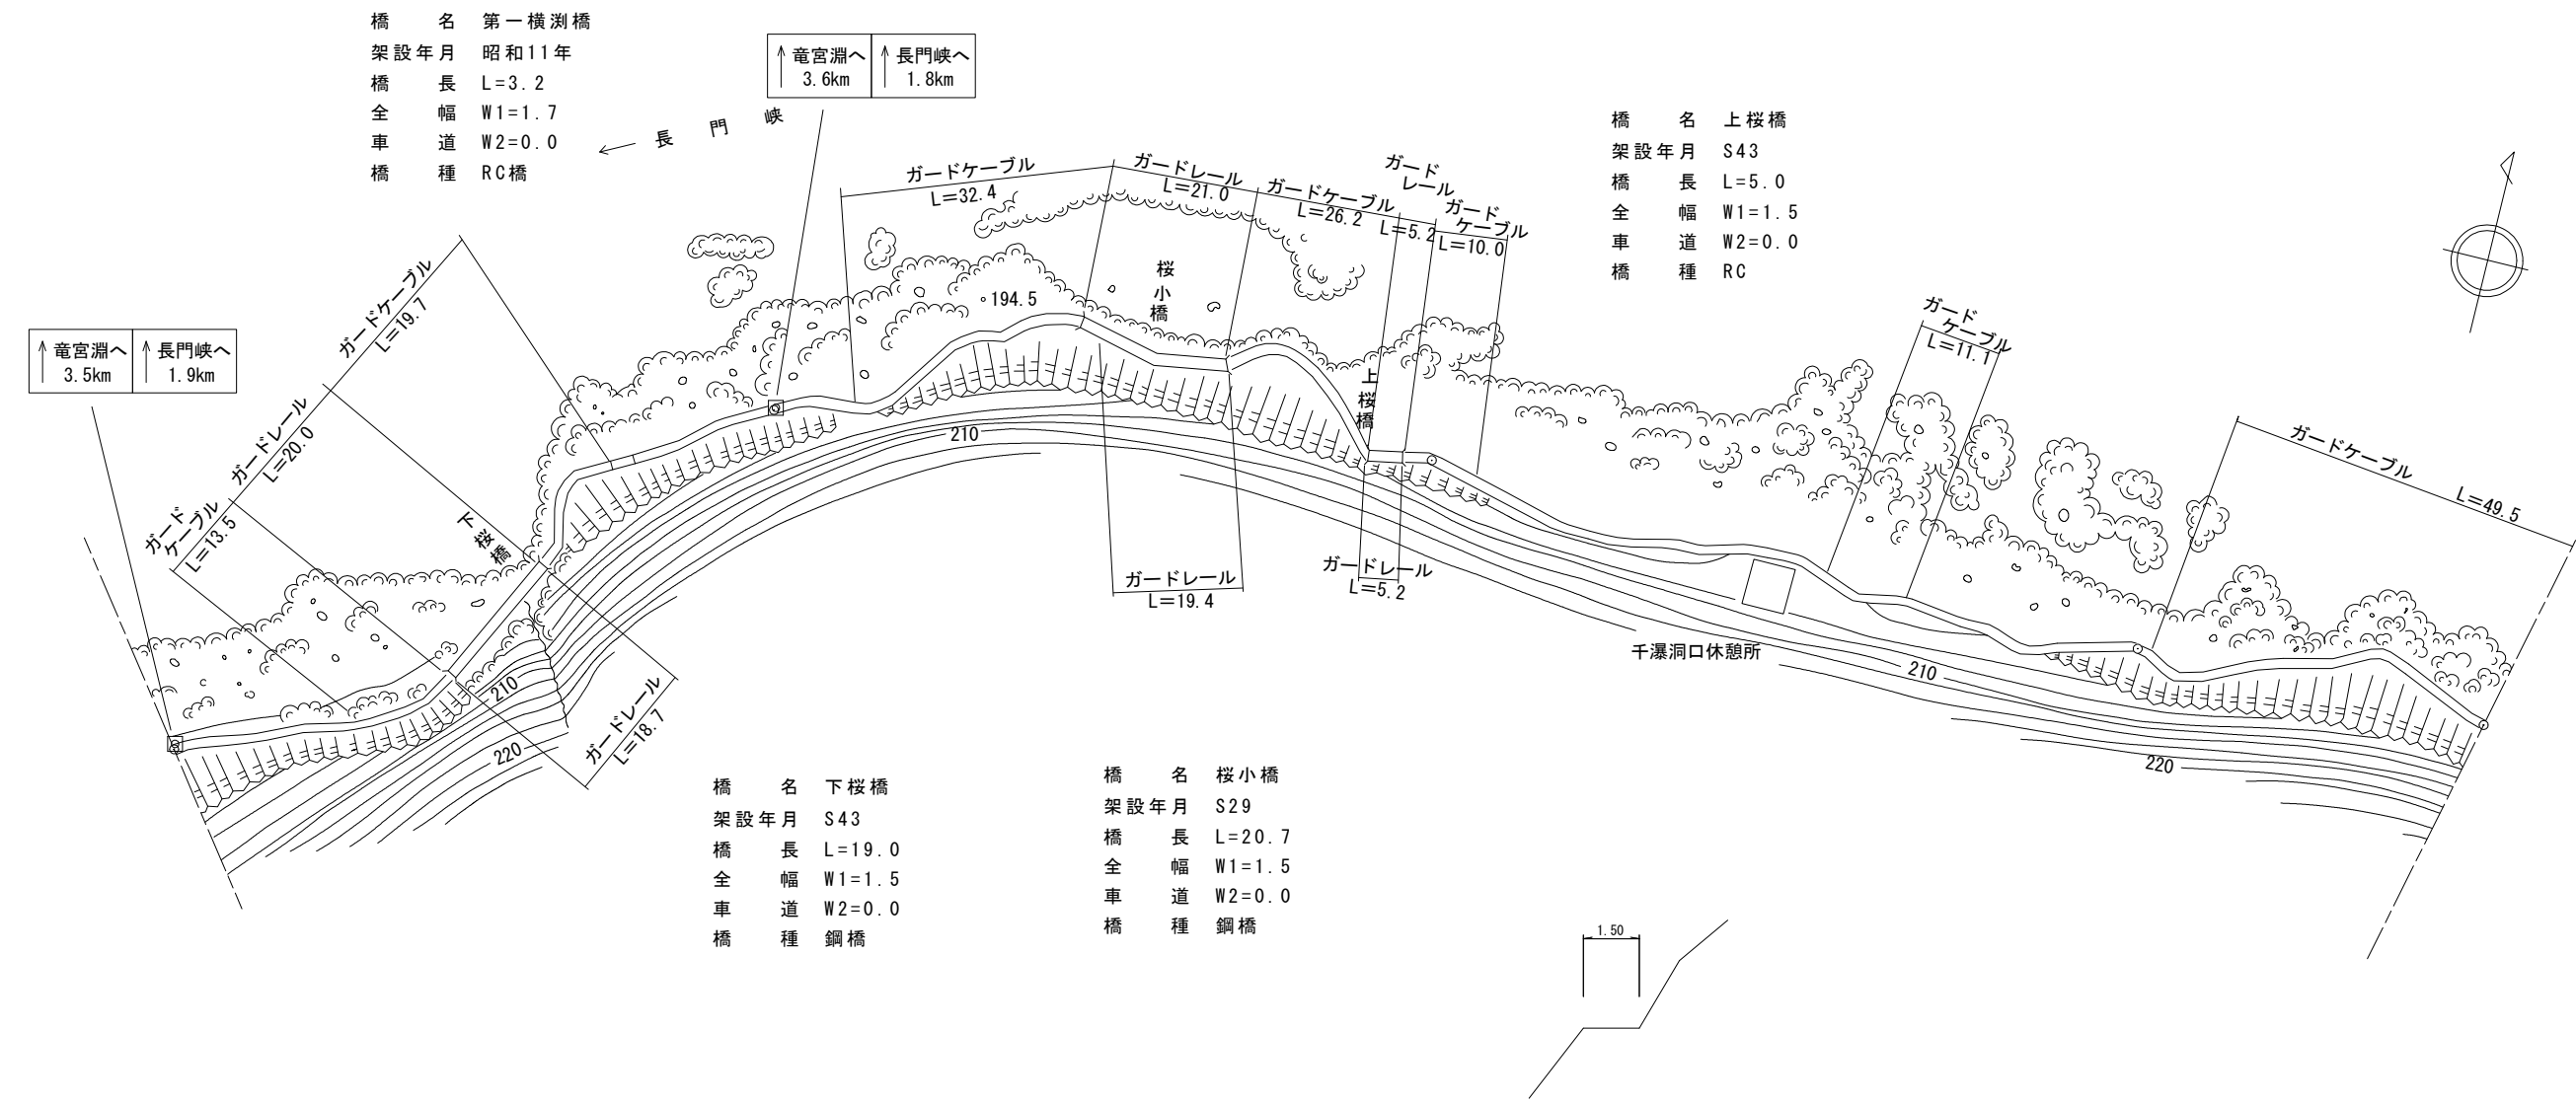 橋名 第一横渕橋
架設年月 昭和11年
橋長 L=3.2
全幅 W1=1.7
車道 W2=0.0
橋種 RC橋
↑ 竜宮淵へ 3.6km
↑ 長門峡へ 1.8km
← 長門峡
橋名 上桜橋
架設年月 S43
橋長 L=5.0
全幅 W1=1.5
車道 W2=0.0
橋種 RC
↑ 竜宮淵へ 3.5km
↑ 長門峡へ 1.9km
ガードケーブル
L=13.5
ガードレール
L=20.0
ガードケーブル
L=19.7
ガードケーブル
L=32.4
ガードレール
L=21.0
ガードケーブル
L=26.2
ガードレール
L=5.2
ガードケーブル
L=10.0
ガードケーブル
L=11.1
ガードケーブル
L=49.5
194.5
桜小橋
上桜橋
下桜橋
210
ガードレール
L=19.4
ガードレール
L=5.2
千瀑洞口休憩所
210
220
210
220
ガードレール
L=18.7
橋名 下桜橋
架設年月 S43
橋長 L=19.0
全幅 W1=1.5
車道 W2=0.0
橋種 鋼橋
橋名 桜小橋
架設年月 S29
橋長 L=20.7
全幅 W1=1.5
車道 W2=0.0
橋種 鋼橋
1.50